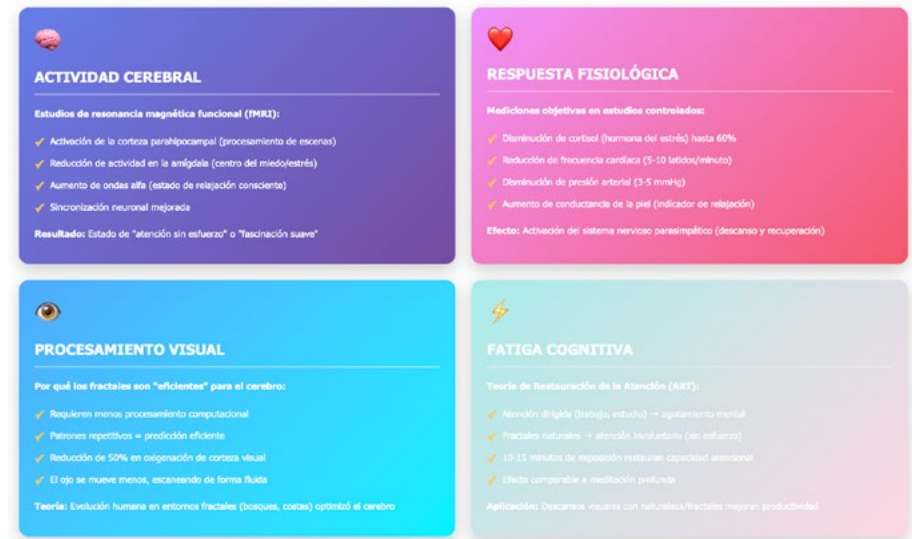 ACTIVIDAD CEREBRAL
Estudios de resonancia magnética funcional (fMRI):
✔ Activación de la corteza parahipocampal (procesamiento de escenas)
✔ Reducción de actividad en la amígdala (centro del miedo/estrés)
✔ Aumento de ondas alfa (estado de relajación consciente)
✔ Sincronización neuronal mejorada
Resultado: Estado de "atención sin esfuerzo" o "fascinación suave"
RESPUESTA FISIOLÓGICA
Mediciones objetivas en estudios controlados:
✔ Disminución de cortisol (hormona del estrés) hasta 60%
✔ Reducción de frecuencia cardíaca (5-10 latidos/minuto)
✔ Disminución de presión arterial (3-5 mmHg)
✔ Aumento de conductancia de la piel (indicador de relajación)
Efecto: Activación del sistema nervioso parasimpático (descanso y recuperación)
PROCESAMIENTO VISUAL
Por qué los fractales son "eficientes" para el cerebro:
✔ Requieren menos procesamiento computacional
✔ Patrones repetitivos = predicción eficiente
✔ Reducción de 50% en oxigenación de corteza visual
✔ El ojo se mueve menos, escaneando de forma fluida
Teoría: Evolución humana en entornos fractales (bosques, costas) optimizó el cerebro
FATIGA COGNITIVA
Teoría de Restauración de la Atención (ART):
✔ Atención dirigida (trabajo, estudio) → agotamiento mental
✔ Fractales naturales → atención involuntaria (sin esfuerzo)
✔ 10-15 minutos de exposición restauran capacidad atencional
✔ Efecto comparable a meditación profunda
Aplicación: Descansos visuales con naturaleza/fractales mejoran productividad